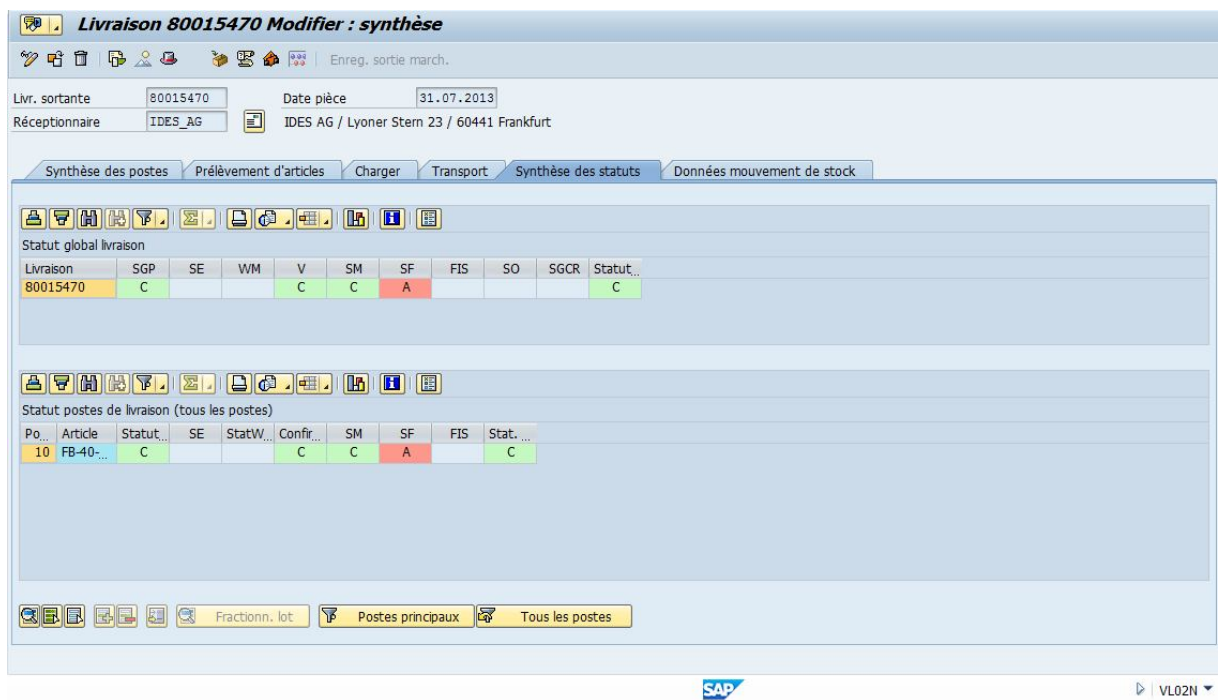 Livraison 80015470 Modifier : synthèse
Enreg. sortie march.
Livr. sortante 80015470 Date pièce 31.07.2013
Réceptionnaire IDES_AG IDES AG / Lyoner Stern 23 / 60441 Frankfurt
Synthèse des postes Prélèvement d'articles Charger Transport Synthèse des statuts Données mouvement de stock
Statut global livraison
Livraison SGP SE WM V SM SF FIS SO SGCR Statut...
80015470 C C C A C
Statut postes de livraison (tous les postes)
Po... Article Statut... SE StatW... Confir... SM SF FIS Stat. ...
10 FB-40-... C C C A C
Fractionn. lot Postes principaux Tous les postes
SAP VL02N